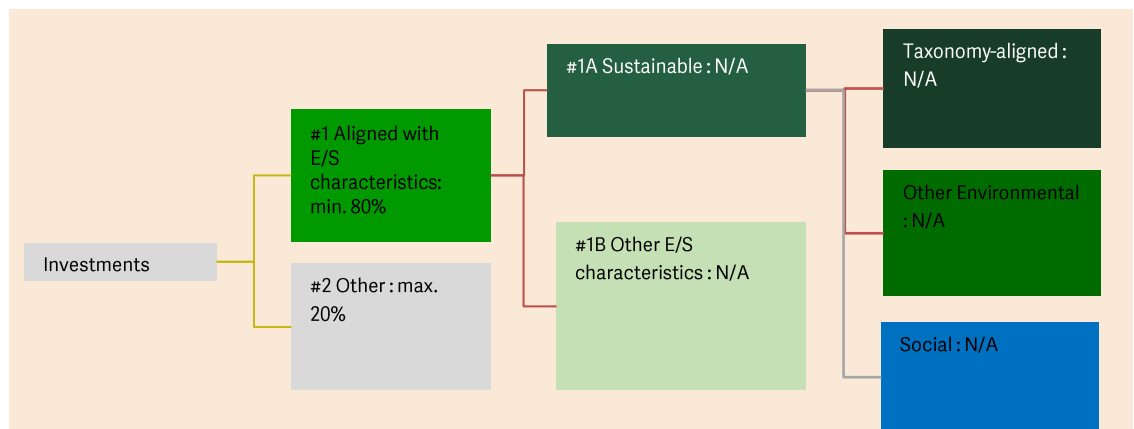 Investments
#1 Aligned with
E/S
characteristics:
min. 80%
#2 Other : max.
20%
#1A Sustainable : N/A
#1B Other E/S
characteristics : N/A
Taxonomy-aligned :
N/A
Other Environmental
: N/A
Social : N/A